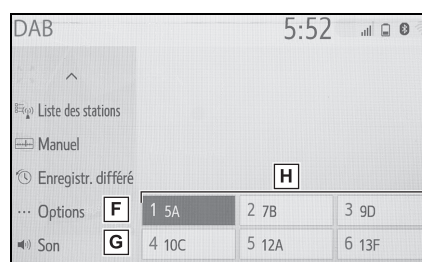 DAB 5:52
Liste des stations
Manuel
Enregistr. différé
H
Options F 1 5A 2 7B 3 9D
Son G 4 10C 5 12A 6 13F